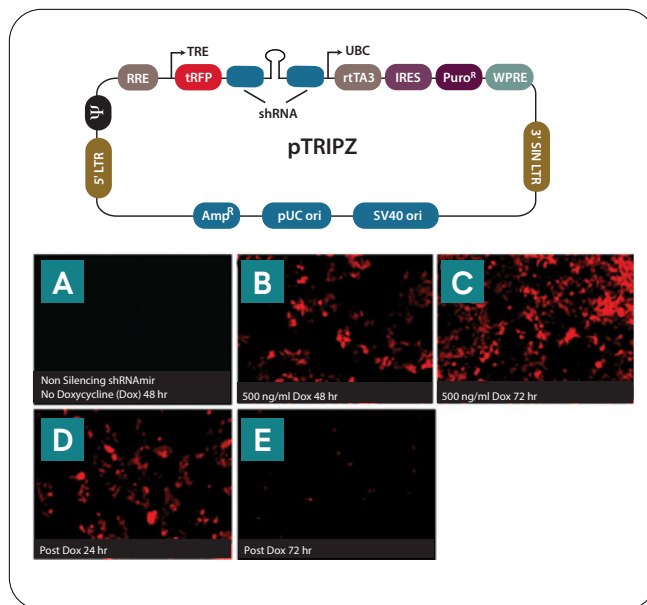 TRE
UBC
RRE
tRFP
rtTA3
IRES
Puroᴿ
WPRE
shRNA
Ψ
5' LTR
pTRIPZ
3' SIN LTR
Ampᴿ
pUC ori
SV40 ori
A
Non Silencing shRNAmir
No Doxycycline (Dox) 48 hr
B
500 ng/ml Dox 48 hr
C
500 ng/ml Dox 72 hr
D
Post Dox 24 hr
E
Post Dox 72 hr